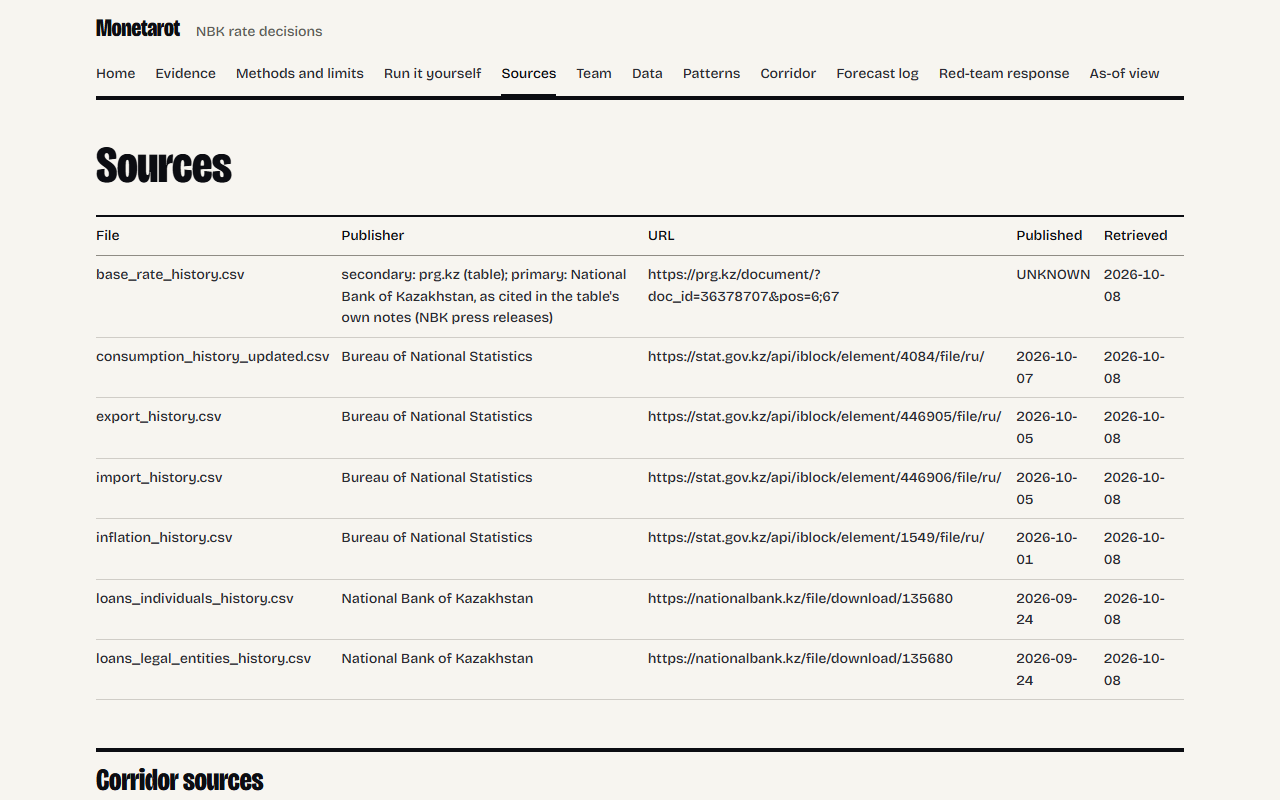 Monetarot NBK rate decisions
Home Evidence Methods and limits Run it yourself Sources Team Data Patterns Corridor Forecast log Red-team response As-of view
Sources
File Publisher URL Published Retrieved
base_rate_history.csv secondary: prg.kz (table); primary: National https://prg.kz/document/? UNKNOWN 2026-10-
Bank of Kazakhstan, as cited in the table's doc_id=36378707&pos=6;67 08
own notes (NBK press releases)
consumption_history_updated.csv Bureau of National Statistics https://stat.gov.kz/api/iblock/element/4084/file/ru/ 2026-10- 2026-10-
07 08
export_history.csv Bureau of National Statistics https://stat.gov.kz/api/iblock/element/446905/file/ru/ 2026-10- 2026-10-
05 08
import_history.csv Bureau of National Statistics https://stat.gov.kz/api/iblock/element/446906/file/ru/ 2026-10- 2026-10-
05 08
inflation_history.csv Bureau of National Statistics https://stat.gov.kz/api/iblock/element/1549/file/ru/ 2026-10- 2026-10-
01 08
loans_individuals_history.csv National Bank of Kazakhstan https://nationalbank.kz/file/download/135680 2026-09- 2026-10-
24 08
loans_legal_entities_history.csv National Bank of Kazakhstan https://nationalbank.kz/file/download/135680 2026-09- 2026-10-
24 08
Corridor sources